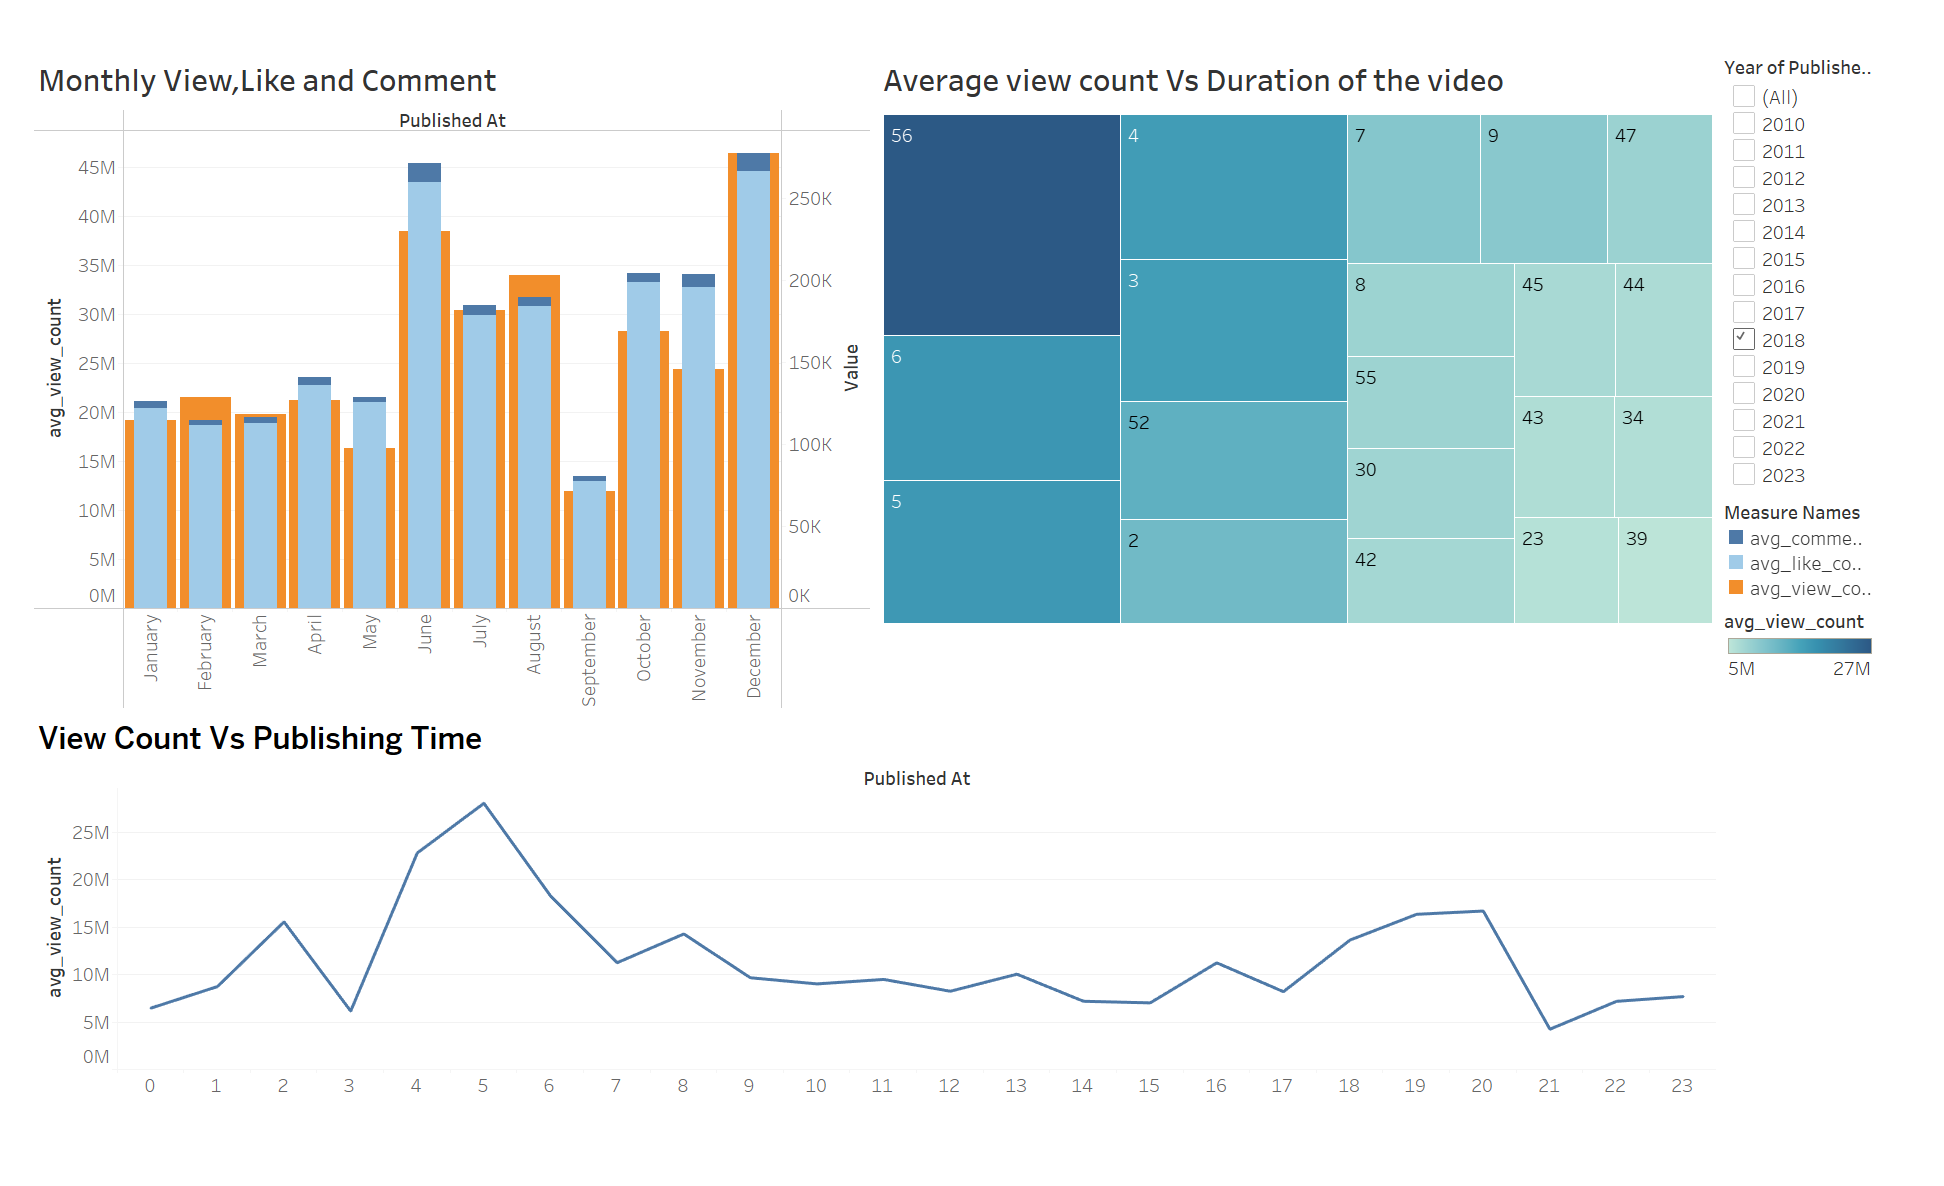 Monthly View,Like and Comment
Published At
avg_view_count
45M
40M
35M
30M
25M
20M
15M
10M
5M
0M
250K
200K
150K
100K
50K
0K
Value
January
February
March
April
May
June
July
August
September
October
November
December
Average view count Vs Duration of the video
56
6
5
4
3
52
2
7
9
47
8
45
44
55
43
34
30
42
23
39
Year of Publishe..
(All)
2010
2011
2012
2013
2014
2015
2016
2017
2018
2019
2020
2021
2022
2023
Measure Names
avg_comme..
avg_like_co..
avg_view_co..
avg_view_count
5M 27M
View Count Vs Publishing Time
Published At
avg_view_count
25M
20M
15M
10M
5M
0M
0 1 2 3 4 5 6 7 8 9 10 11 12 13 14 15 16 17 18 19 20 21 22 23